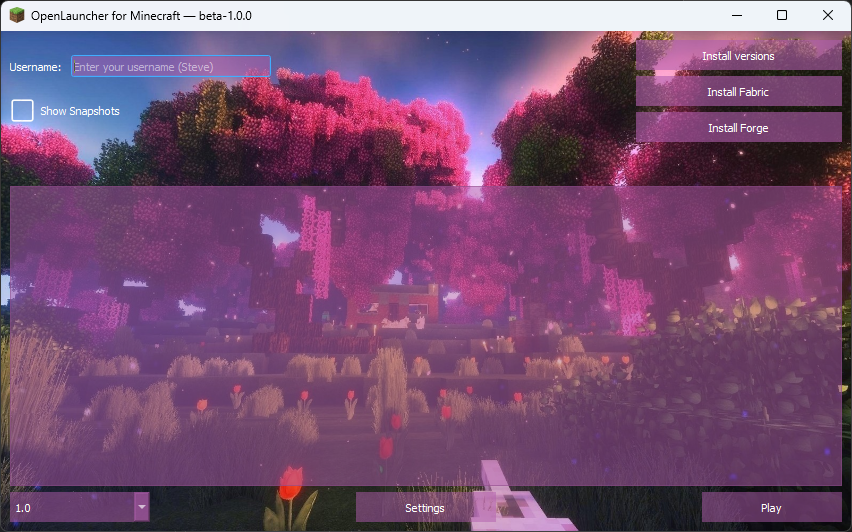 OpenLauncher for Minecraft — beta-1.0.0
Username:
Enter your username (Steve)
Install versions
Install Fabric
Show Snapshots
Install Forge
1.0
Settings
Play